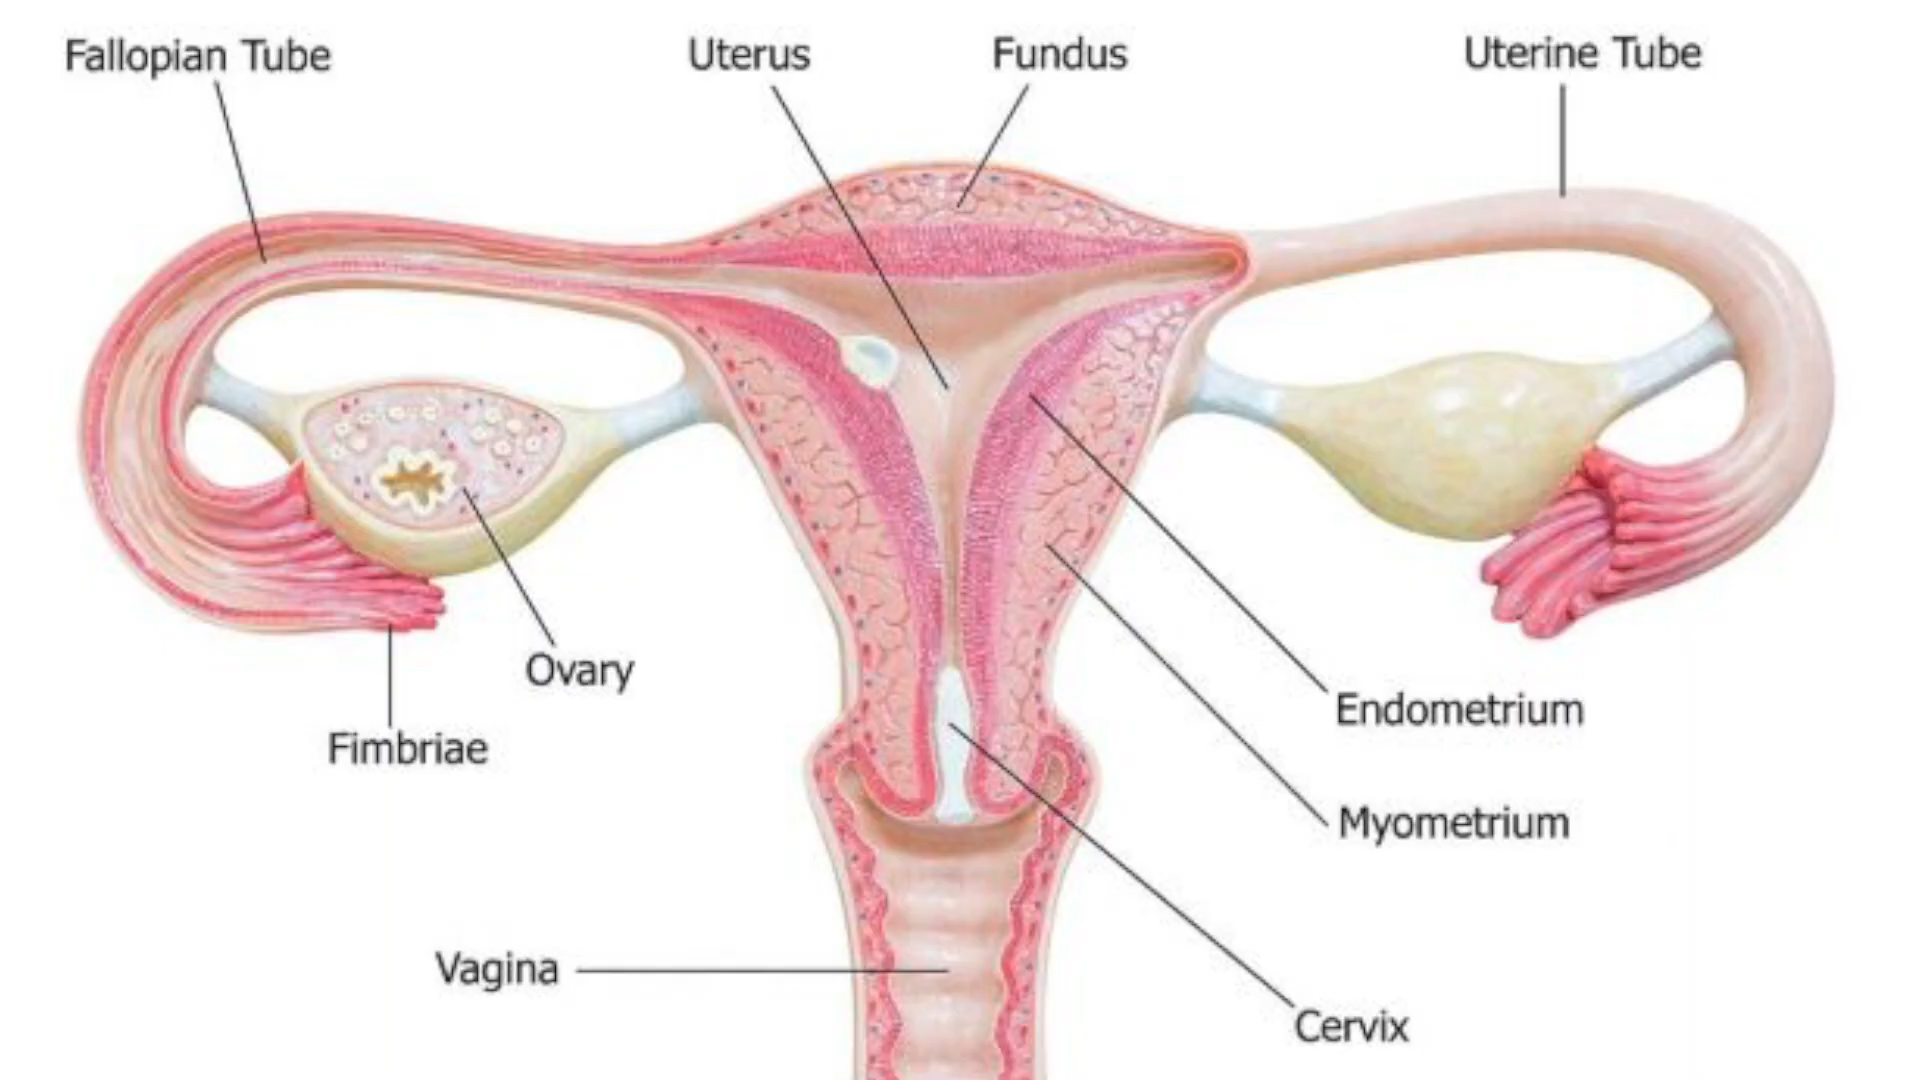 Fallopian Tube
Uterus
Fundus
Uterine Tube
Ovary
Fimbriae
Endometrium
Myometrium
Vagina
Cervix